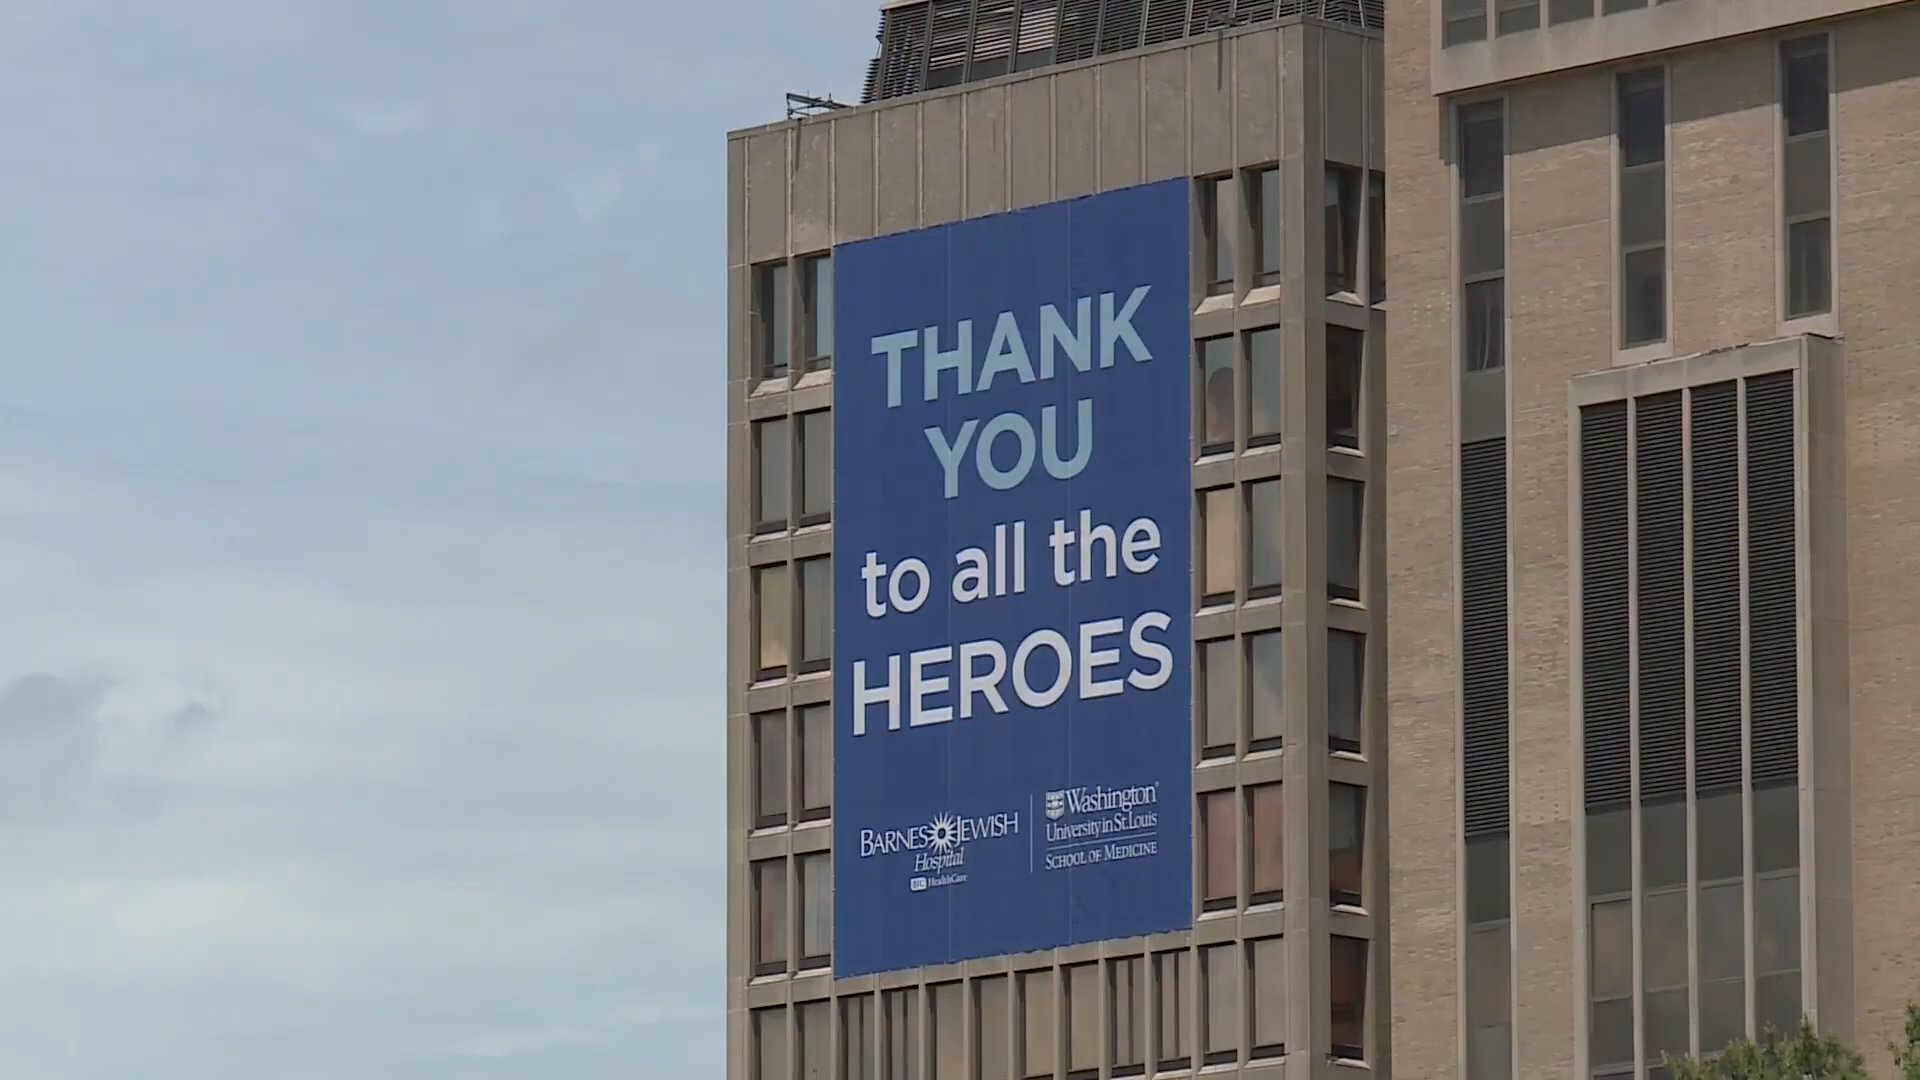 THANK
YOU
to all the
HEROES
BARNES JEWISH
Hospital
BJC HealthCare
Washington®
University in St. Louis
SCHOOL OF MEDICINE